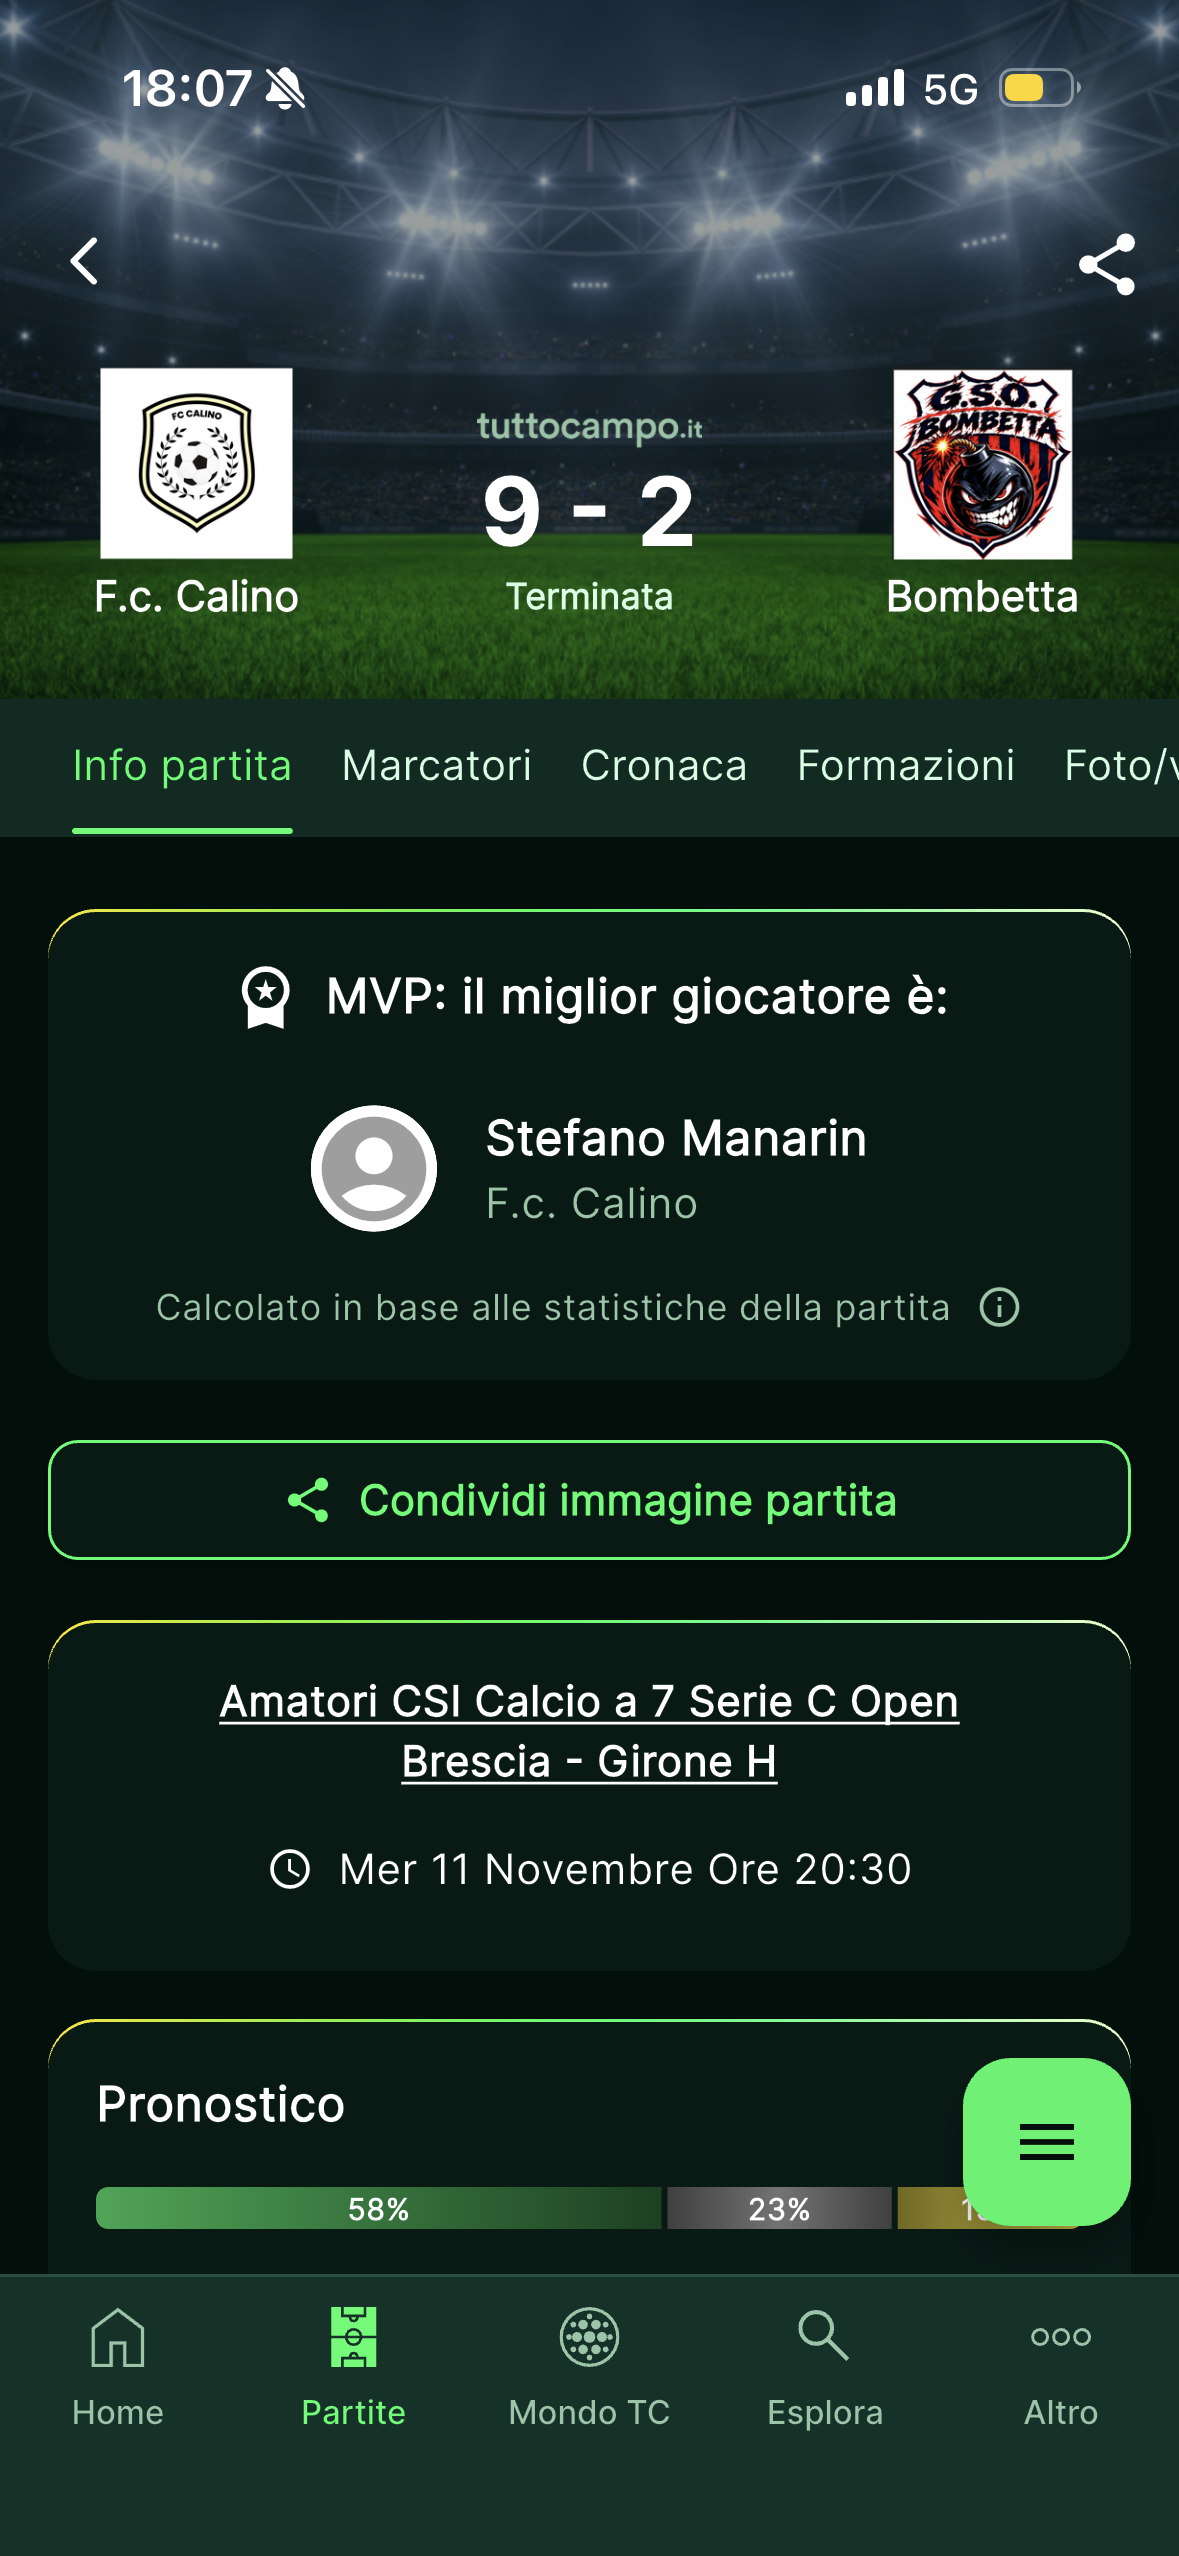 18:07
5G
FC CALINO
G.S.O.
BOMBETTA
tuttocampo.it
9 - 2
F.c. Calino
Terminata
Bombetta
Info partita
Marcatori
Cronaca
Formazioni
Foto/
MVP: il miglior giocatore è:
Stefano Manarin
F.c. Calino
Calcolato in base alle statistiche della partita
Condividi immagine partita
Amatori CSI Calcio a 7 Serie C Open
Brescia - Girone H
Mer 11 Novembre Ore 20:30
Pronostico
58%
23%
Home
Partite
Mondo TC
Esplora
Altro